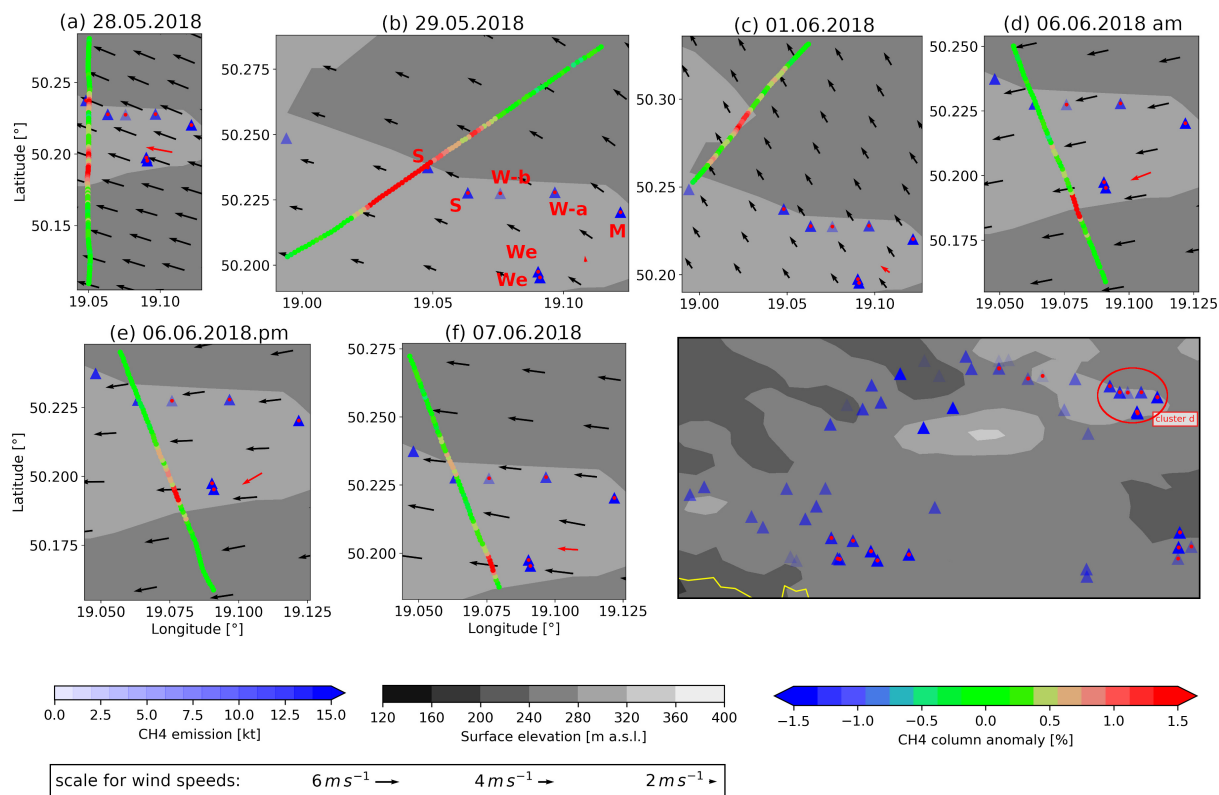 (a) 28.05.2018
(b) 29.05.2018
(c) 01.06.2018
(d) 06.06.2018 am
Latitude [°]
50.25
50.20
50.15
19.05
19.10
50.275
50.250
50.225
50.200
19.00
19.05
19.10
S
S
W-b
W-a
M
We
We
50.30
50.25
50.20
19.00
19.05
19.10
50.250
50.225
50.200
50.175
19.050
19.075
19.100
19.125
(e) 06.06.2018.pm
(f) 07.06.2018
Latitude [°]
50.225
50.200
50.175
19.050
19.075
19.100
19.125
Longitude [°]
50.275
50.250
50.225
50.200
19.050
19.075
19.100
19.125
Longitude [°]
cluster d
0.0 2.5 5.0 7.5 10.0 12.5 15.0
CH4 emission [kt]
120 160 200 240 280 320 360 400
Surface elevation [m a.s.l.]
−1.5 −1.0 −0.5 0.0 0.5 1.0 1.5
CH4 column anomaly [%]
scale for wind speeds: 6 m s⁻¹ 4 m s⁻¹ 2 m s⁻¹